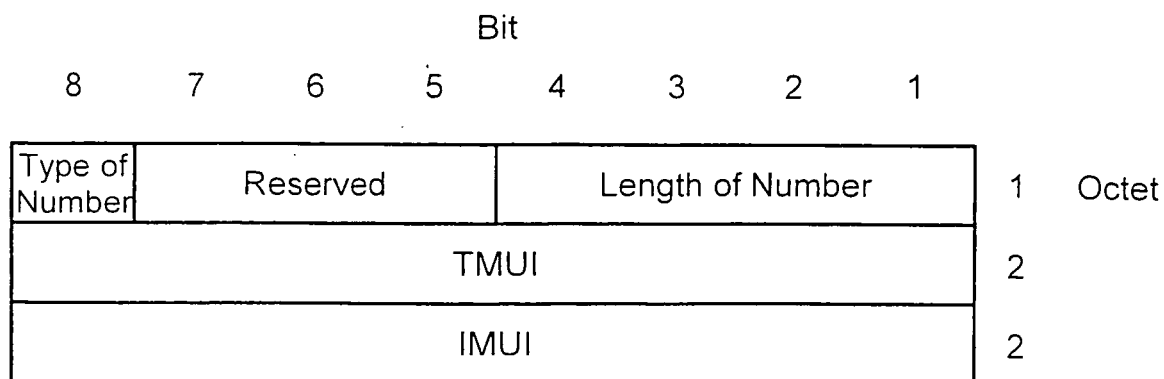 Bit
8 7 6 5 4 3 2 1
Type of
Number
Reserved
Length of Number
1 Octet
TMUI
2
IMUI
2